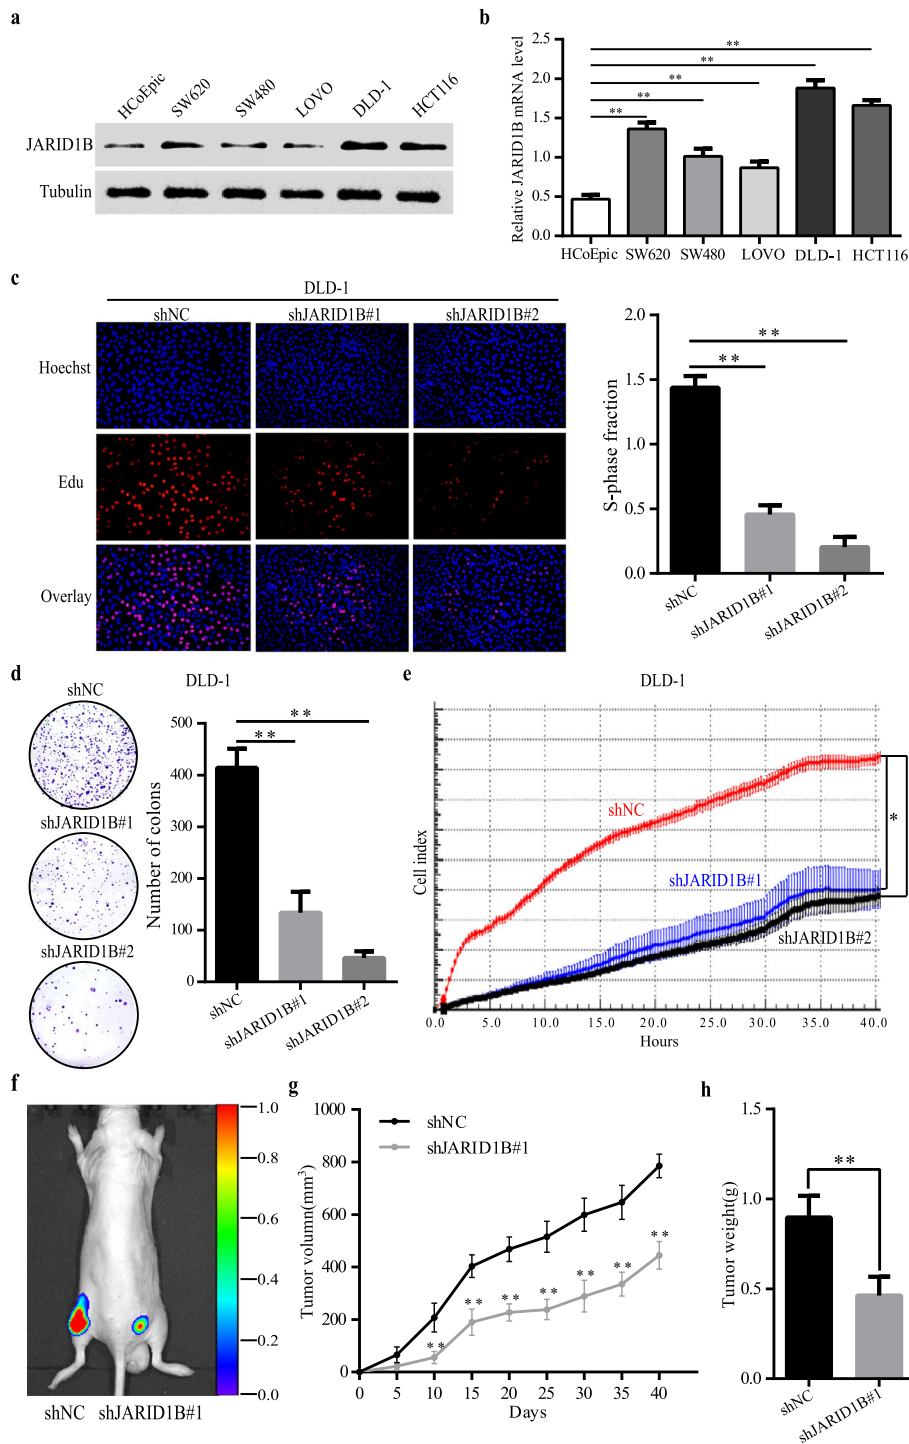 a
HCoEpic
SW620
SW480
LOVO
DLD-1
HCT116
JARID1B
Tubulin
b
Relative JARID1B mRNA level
2.5
2.0
1.5
1.0
0.5
0.0
**
**
**
**
**
HCoEpic SW620 SW480 LOVO DLD-1 HCT116
c
DLD-1
shNC shJARID1B#1 shJARID1B#2
Hoechst
Edu
Overlay
S-phase fraction
2.0
1.5
1.0
0.5
0.0
**
**
shNC
shJARID1B#1
shJARID1B#2
d
DLD-1
shNC
shJARID1B#1
shJARID1B#2
Number of colons
500
400
300
200
100
0
**
**
shNC
shJARID1B#1
shJARID1B#2
e
DLD-1
Cell index
shNC
shJARID1B#1
shJARID1B#2
*
0.0 5.0 10.0 15.0 20.0 25.0 30.0 35.0 40.0
Hours
f
1.0
0.8
0.6
0.4
0.2
0.0
shNC shJARID1B#1
g
Tumor volumn(mm³)
1000
800
600
400
200
0
shNC
shJARID1B#1
** ** ** ** ** ** **
0 5 10 15 20 25 30 35 40
Days
h
Tumor weight(g)
1.5
1.0
0.5
0.0
**
shNC
shJARID1B#1